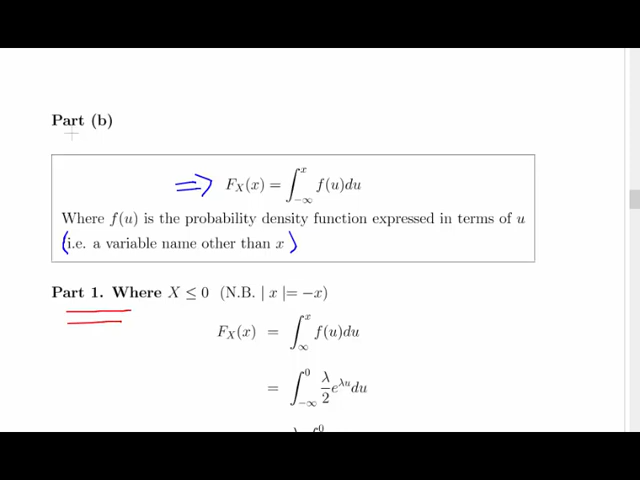 Part (b)
⇒ F_X(x) = ∫_{-∞}^{x} f(u)du
Where f(u) is the probability density function expressed in terms of u
(i.e. a variable name other than x )
Part 1. Where X ≤ 0 (N.B. | x |= −x)
F_X(x) = ∫_{∞}^{x} f(u)du
= ∫_{-∞}^{0} λ/2 e^{λu} du